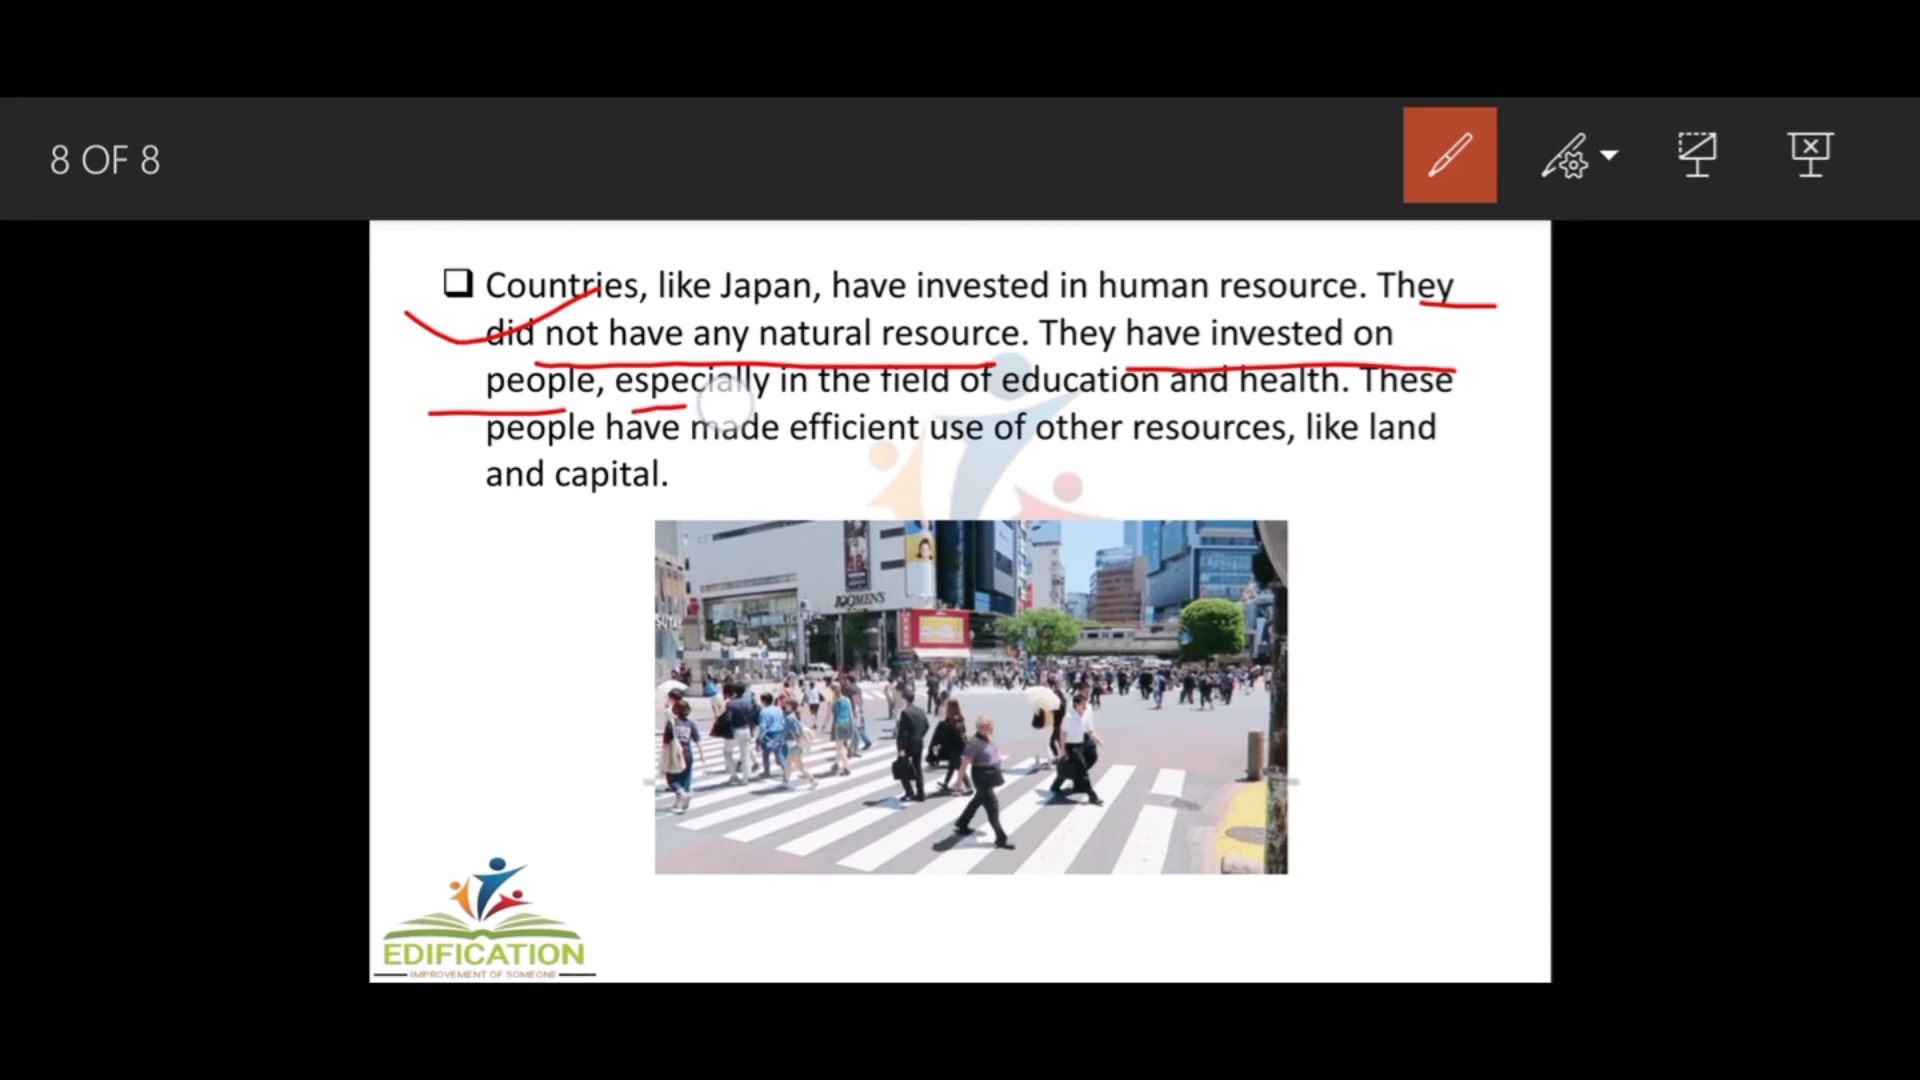 8 OF 8
Countries, like Japan, have invested in human resource. They
did not have any natural resource. They have invested on
people, especially in the field of education and health. These
people have made efficient use of other resources, like land
and capital.
EDIFICATION
IMPROVEMENT OF SOMEONE